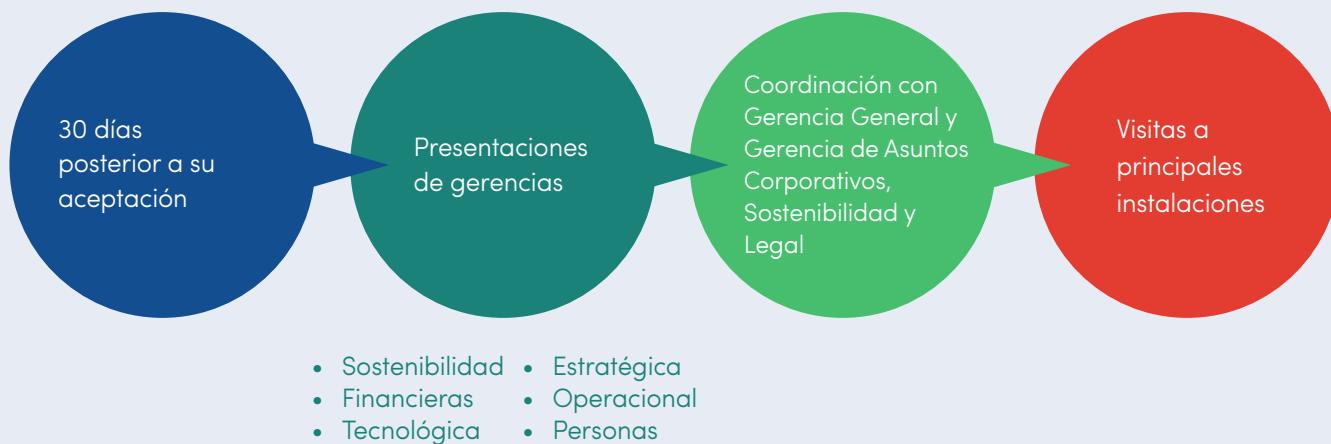 30 días
posterior a su
aceptación
Presentaciones
de gerencias
Coordinación con
Gerencia General y
Gerencia de Asuntos
Corporativos,
Sostenibilidad y
Legal
Visitas a
principales
instalaciones
• Sostenibilidad
• Financieras
• Tecnológica
• Estratégica
• Operacional
• Personas